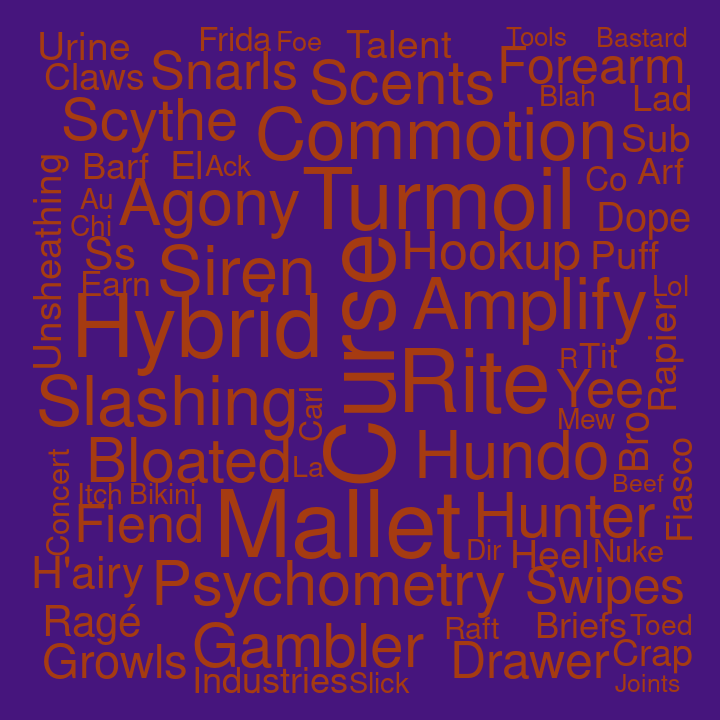 Urine
Frida
Foe
Talent
Tools
Bastard
Claws
Snarls
Scents
Forearm
Blah
Lad
Scythe
Commotion
Sub
Barf
El
Ack
Turmoil
Co
Arf
Unsheathing
Au
Agony
Dope
Chi
Ss
Siren
Curse
Hookup
Puff
Earn
Amplify
Lol
Hybrid
Rapier
Rite
R
Tit
Slashing
Carl
Yee
Mew
Bro
Bloated
La
Hundo
Fiasco
Concert
Itch
Bikini
Beef
Fiend
Mallet
Hunter
Dir
Heel
Nuke
H'airy
Psychometry
Swipes
Ragé
Gambler
Raft
Briefs
Toed
Growls
Industries
Slick
Drawer
Crap
Joints